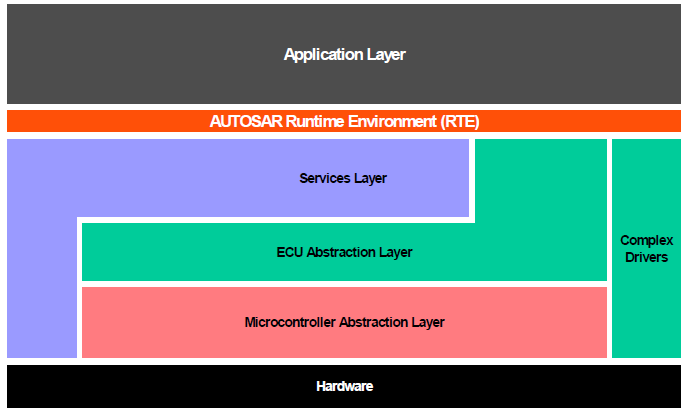 Application Layer
AUTOSAR Runtime Environment (RTE)
Services Layer
ECU Abstraction Layer
Complex
Drivers
Microcontroller Abstraction Layer
Hardware